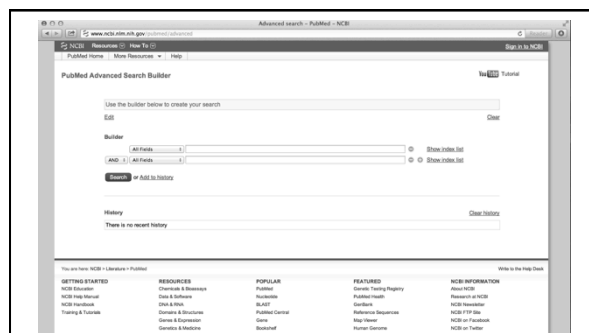 Advanced search – PubMed – NCBI
www.ncbi.nlm.nih.gov/pubmed/advanced
Reader
NCBI Resources How To Sign in to NCBI
PubMed Home More Resources Help
PubMed Advanced Search Builder
YouTube Tutorial
Use the builder below to create your search
Edit Clear
Builder
All Fields Show index list
AND All Fields Show index list
Search or Add to history
History Clear history
There is no recent history
You are here: NCBI > Literature > PubMed Write to the Help Desk
GETTING STARTED RESOURCES POPULAR FEATURED NCBI INFORMATION
NCBI Education Chemicals & Bioassays PubMed Genetic Testing Registry About NCBI
NCBI Help Manual Data & Software Nucleotide PubMed Health Research at NCBI
NCBI Handbook DNA & RNA BLAST GenBank NCBI Newsletter
Training & Tutorials Domains & Structures PubMed Central Reference Sequences NCBI FTP Site
Genes & Expression Gene Map Viewer NCBI on Facebook
Genetics & Medicine Bookshelf Human Genome NCBI on Twitter